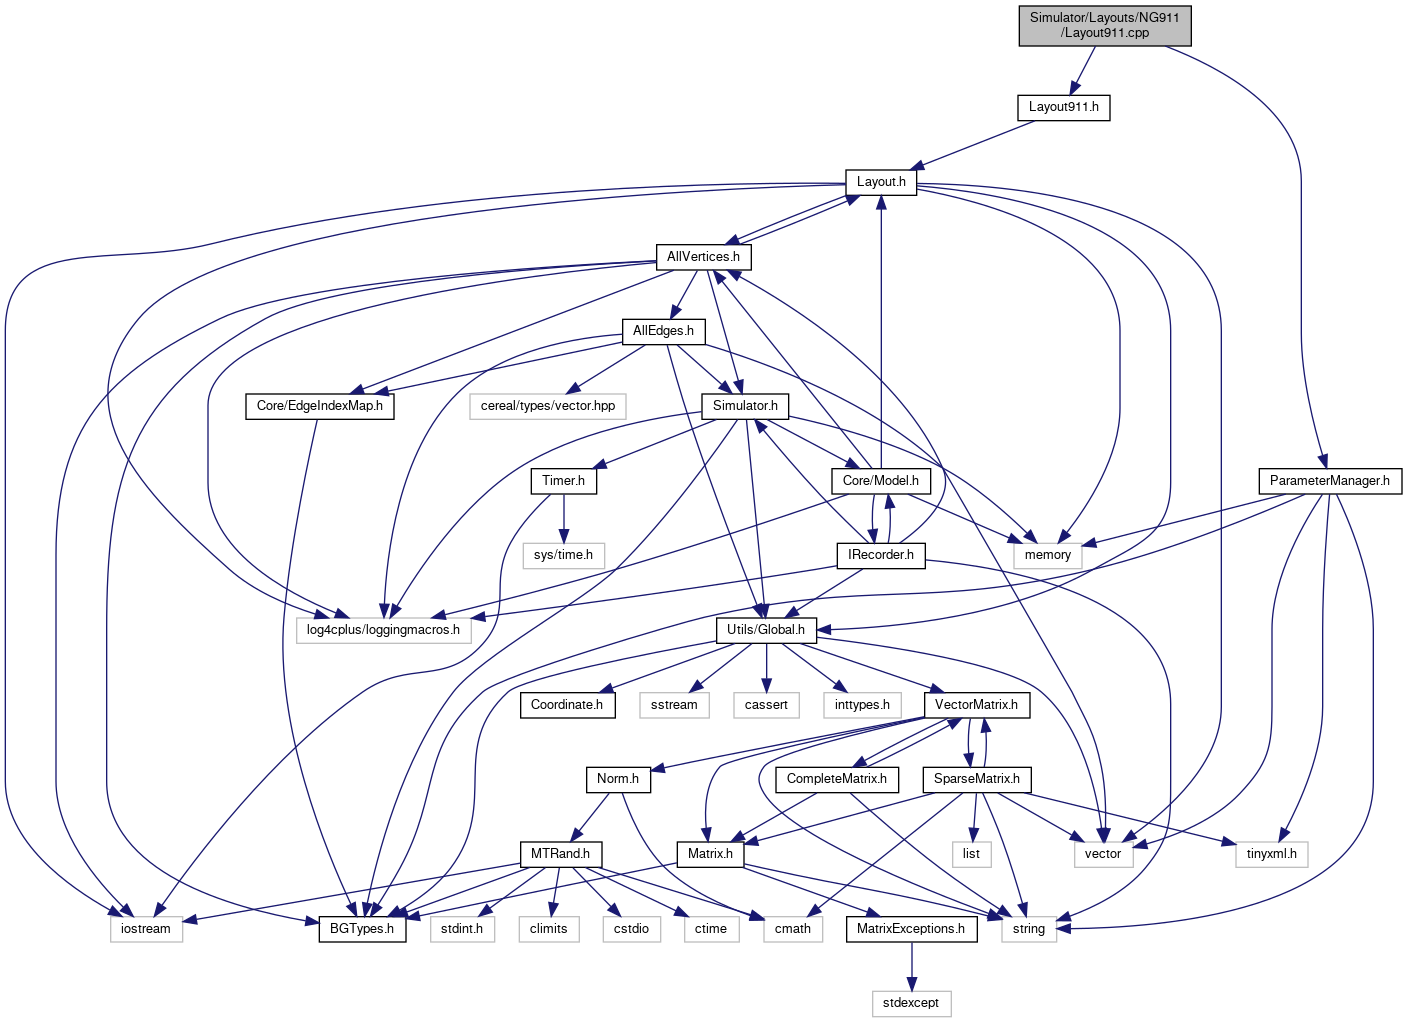 Simulator/Layouts/NG911
/Layout911.cpp
Layout911.h
Layout.h
AllVertices.h
AllEdges.h
Core/EdgeIndexMap.h
cereal/types/vector.hpp
Simulator.h
Timer.h
Core/Model.h
ParameterManager.h
sys/time.h
IRecorder.h
memory
log4cplus/loggingmacros.h
Utils/Global.h
Coordinate.h
sstream
cassert
inttypes.h
VectorMatrix.h
Norm.h
CompleteMatrix.h
SparseMatrix.h
MTRand.h
Matrix.h
list
vector
tinyxml.h
iostream
BGTypes.h
stdint.h
climits
cstdio
ctime
cmath
MatrixExceptions.h
string
stdexcept